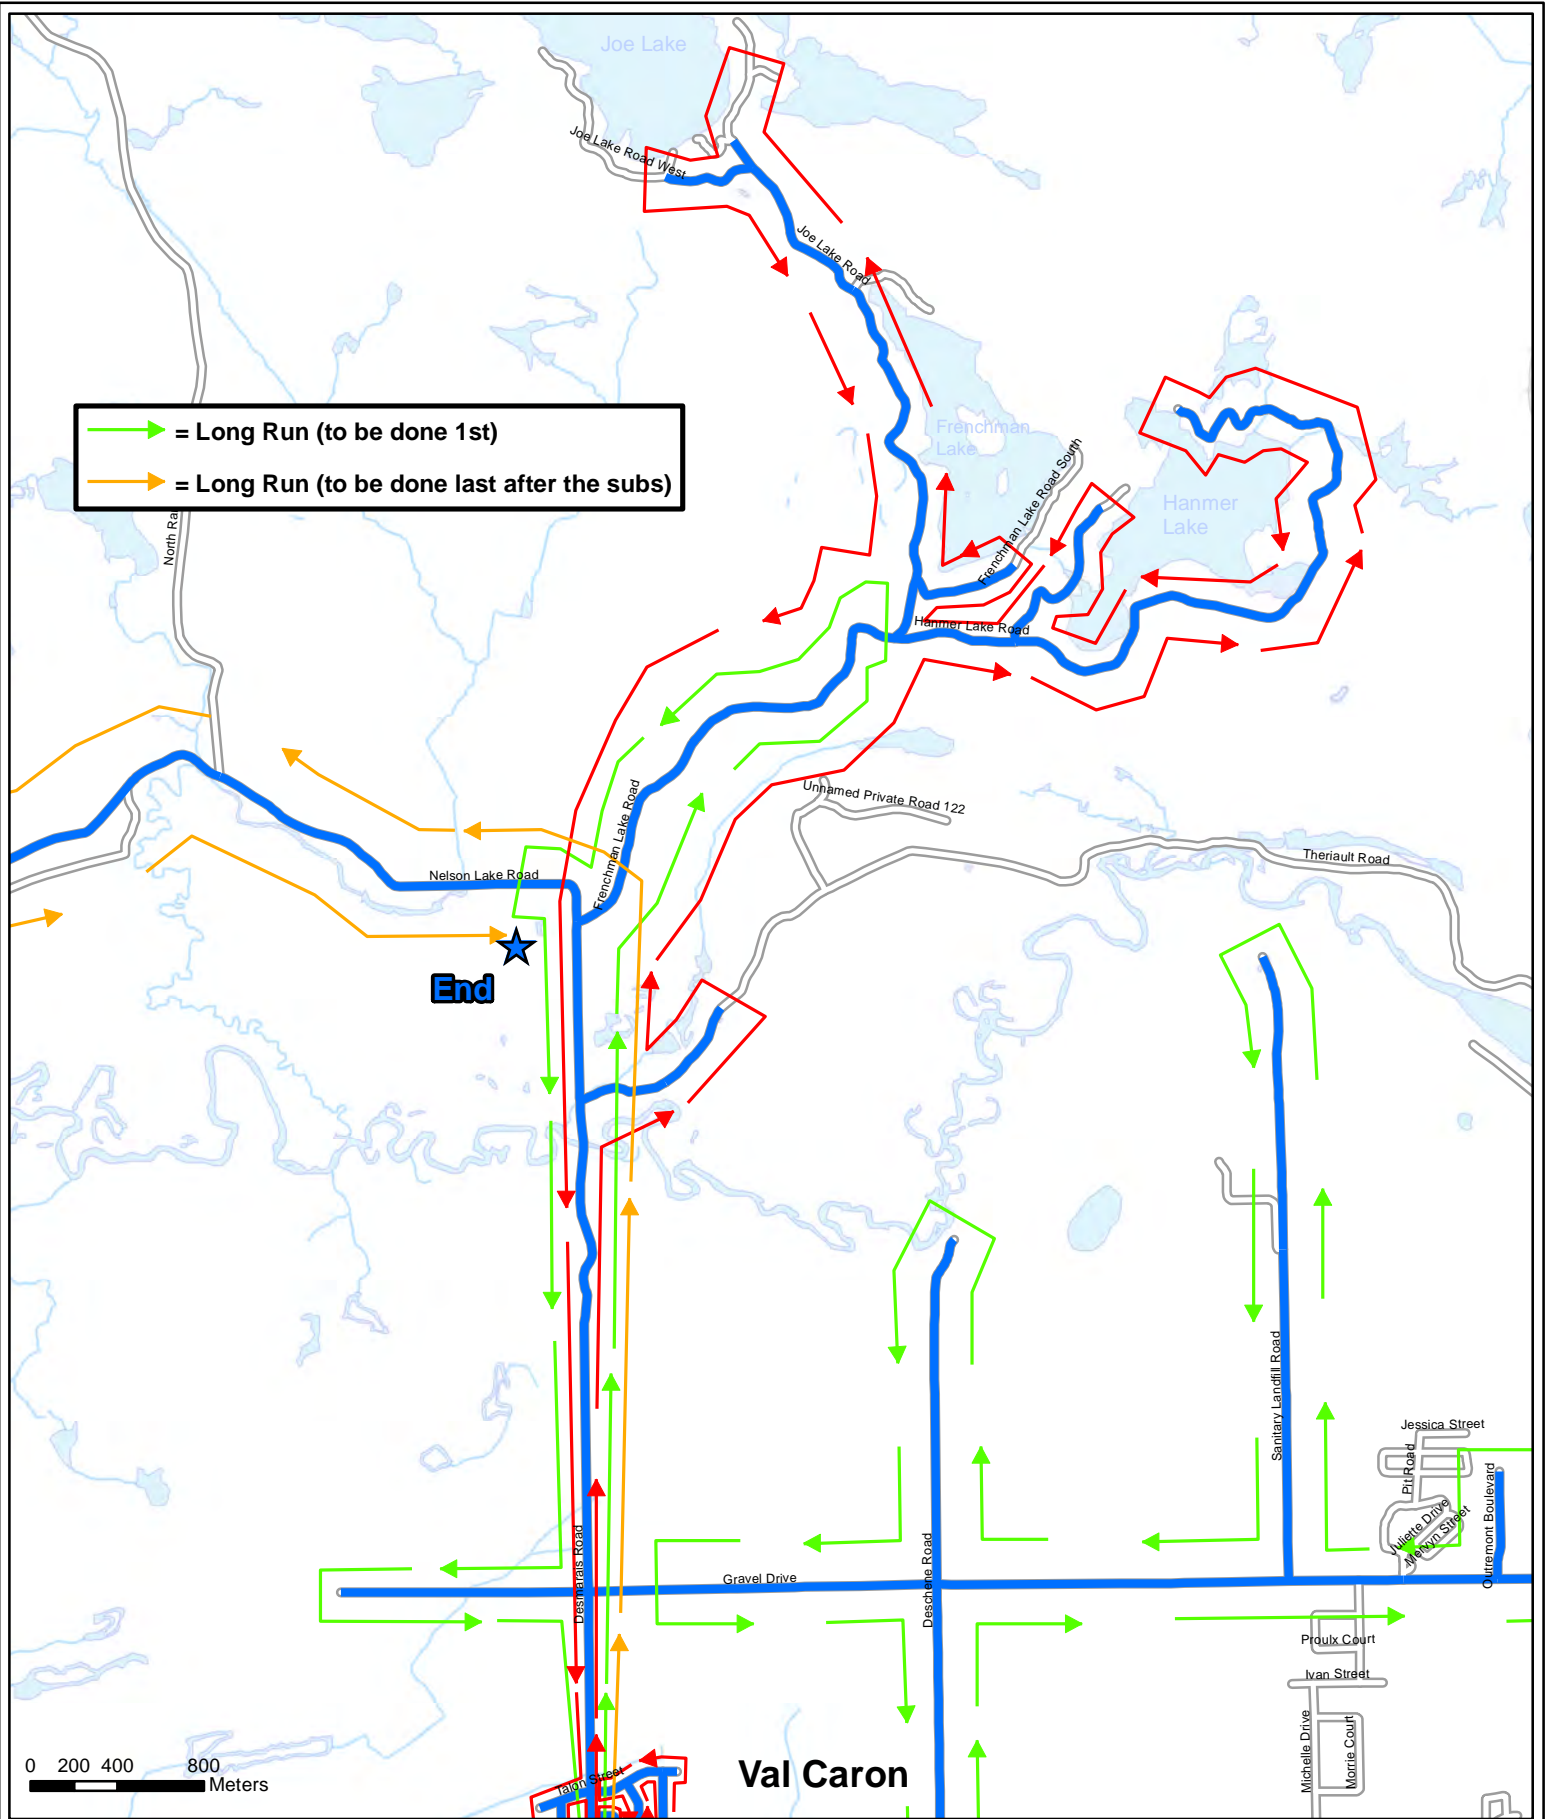 Joe Lake
Joe Lake Road West
Joe Lake Road
= Long Run (to be done 1st)
= Long Run (to be done last after the subs)
Frenchman
Lake
Frenchman Lake Road South
Hanmer
Lake
North Ra
Hanmer Lake Road
Unnamed Private Road 122
Frenchman Lake Road
Theriault Road
Nelson Lake Road
End
Sanitary Landfill Road
Jessica Street
Pit Road
Juliette Drive
Mervyn Street
Outremont Boulevard
Desmarais Road
Gravel Drive
Deschene Road
Proulx Court
Ivan Street
Michelle Drive
Morrie Court
0 200 400 800
Meters
Talon Street
Val Caron